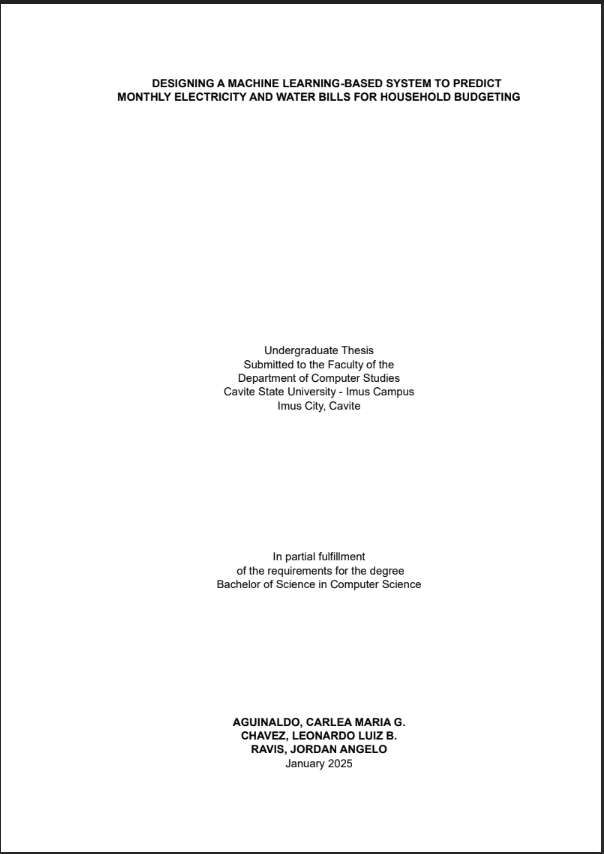 DESIGNING A MACHINE LEARNING-BASED SYSTEM TO PREDICT
MONTHLY ELECTRICITY AND WATER BILLS FOR HOUSEHOLD BUDGETING
Undergraduate Thesis
Submitted to the Faculty of the
Department of Computer Studies
Cavite State University - Imus Campus
Imus City, Cavite
In partial fulfillment
of the requirements for the degree
Bachelor of Science in Computer Science
AGUINALDO, CARLEA MARIA G.
CHAVEZ, LEONARDO LUIZ B.
RAVIS, JORDAN ANGELO
January 2025